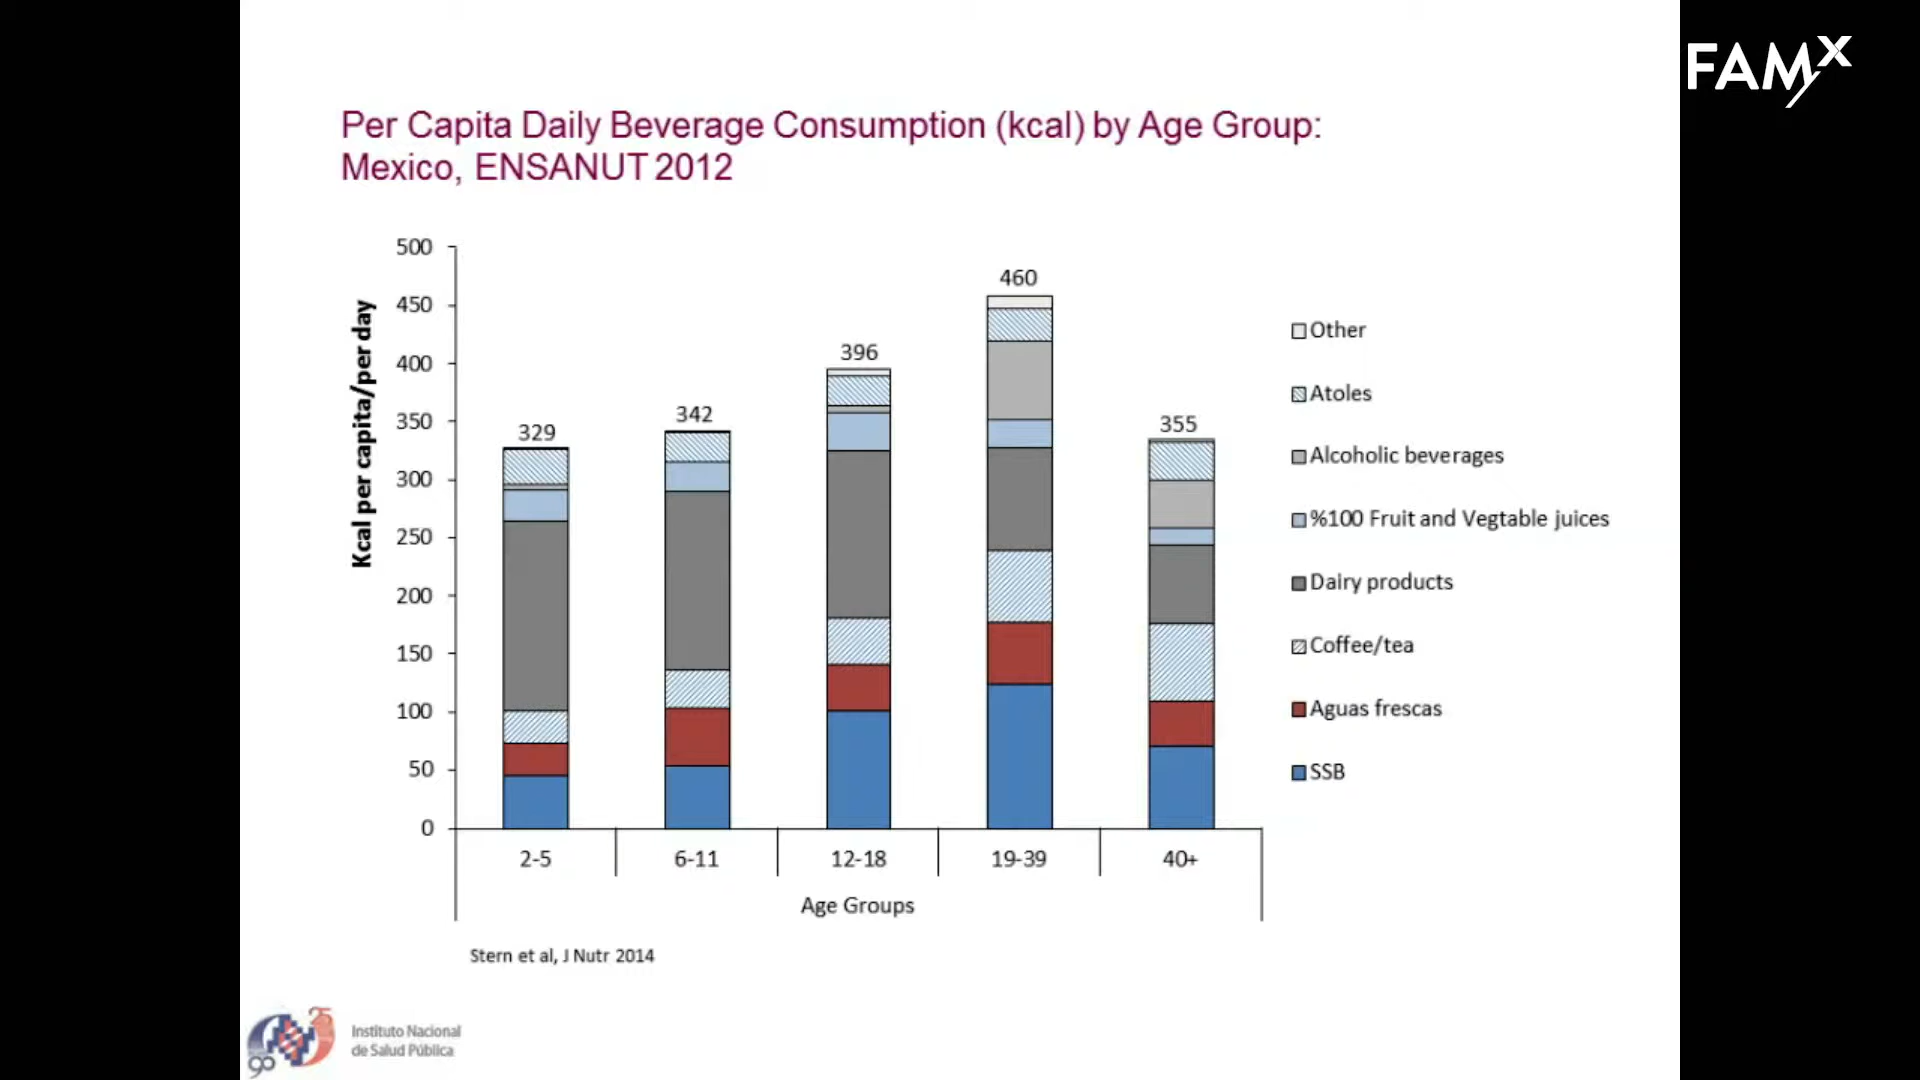 FAMX
Per Capita Daily Beverage Consumption (kcal) by Age Group:
Mexico, ENSANUT 2012
Kcal per capita/per day
500
450
400
350
300
250
200
150
100
50
0
329
342
396
460
355
2-5
6-11
12-18
19-39
40+
Age Groups
Other
Atoles
Alcoholic beverages
%100 Fruit and Vegtable juices
Dairy products
Coffee/tea
Aguas frescas
SSB
Stern et al, J Nutr 2014
25
90
Instituto Nacional
de Salud Pública